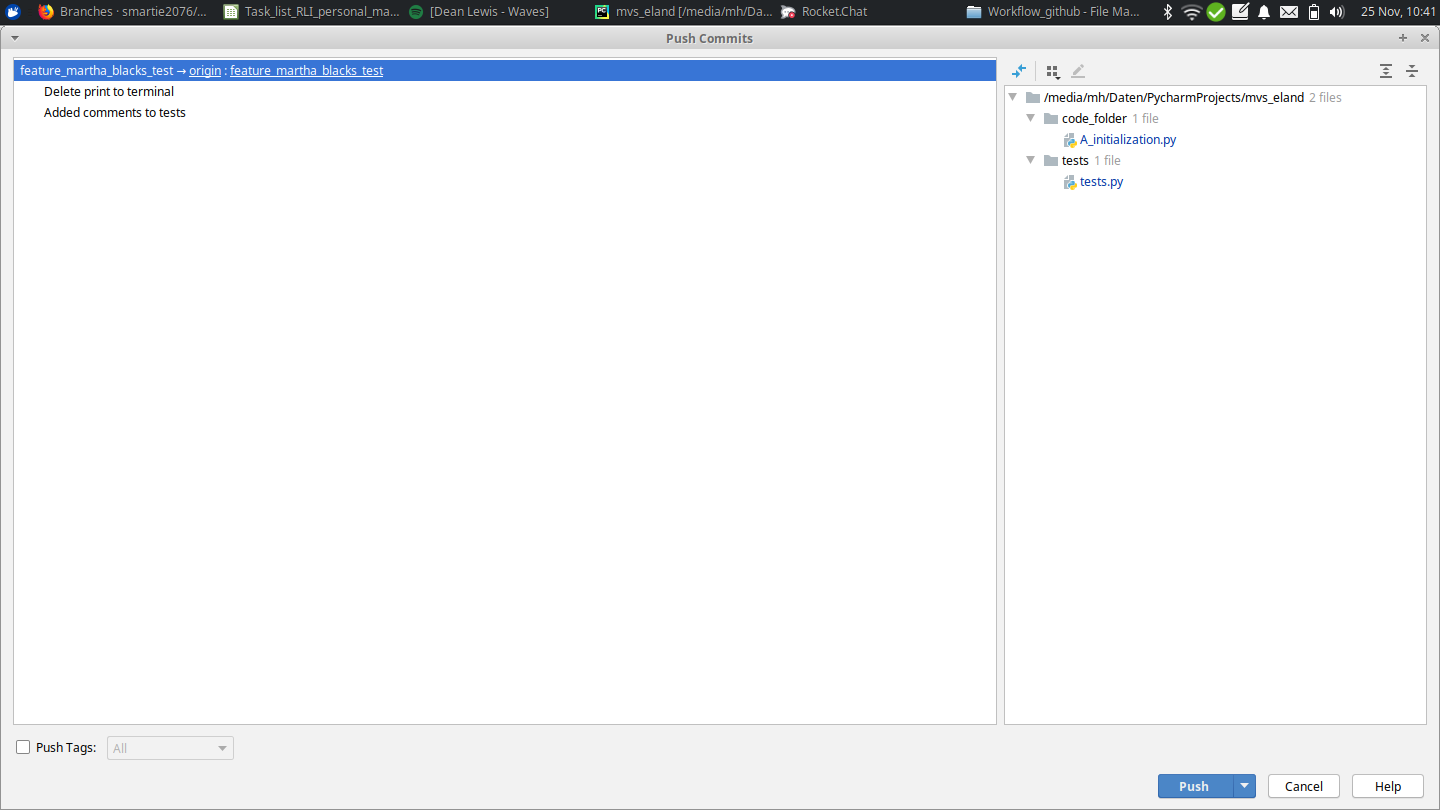 Branches · smartie2076/...
Task_list_RLI_personal_ma...
[Dean Lewis - Waves]
PC
mvs_eland [/media/mh/Da...
Rocket.Chat
Workflow_github - File Ma...
25 Nov, 10:41
Push Commits
feature_martha_blacks_test → origin : feature_martha_blacks_test
Delete print to terminal
Added comments to tests
/media/mh/Daten/PycharmProjects/mvs_eland 2 files
code_folder 1 file
A_initialization.py
tests 1 file
tests.py
Push Tags:
All
Push
Cancel
Help